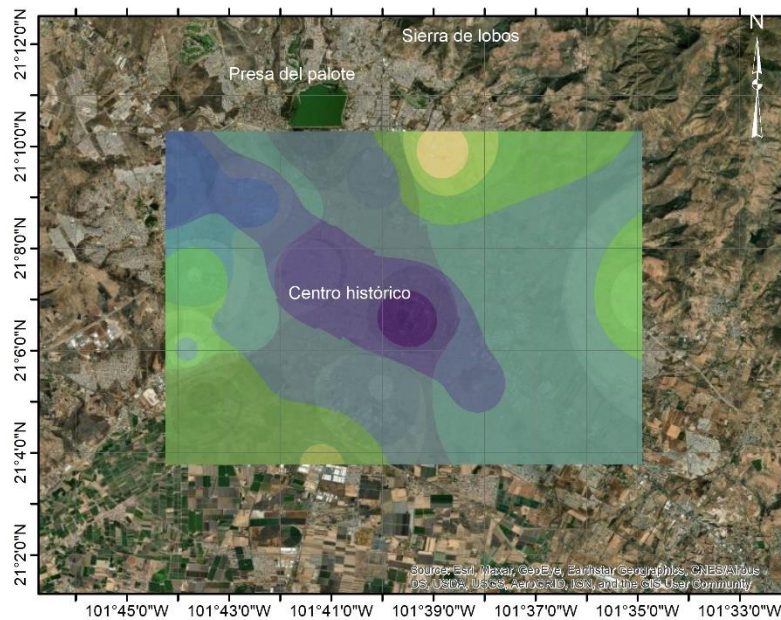 N
Sierra de lobos
Presa del palote
Centro histórico
21°12'0"N
21°10'0"N
21°8'0"N
21°6'0"N
21°4'0"N
21°2'0"N
Source: Esri, Maxar, GeoEye, Earthstar Geographics, CNES/Airbus
DS, USDA, USGS, AeroGRID, IGN, and the GIS User Community
101°45'0"W 101°43'0"W 101°41'0"W 101°39'0"W 101°37'0"W 101°35'0"W 101°33'0"W